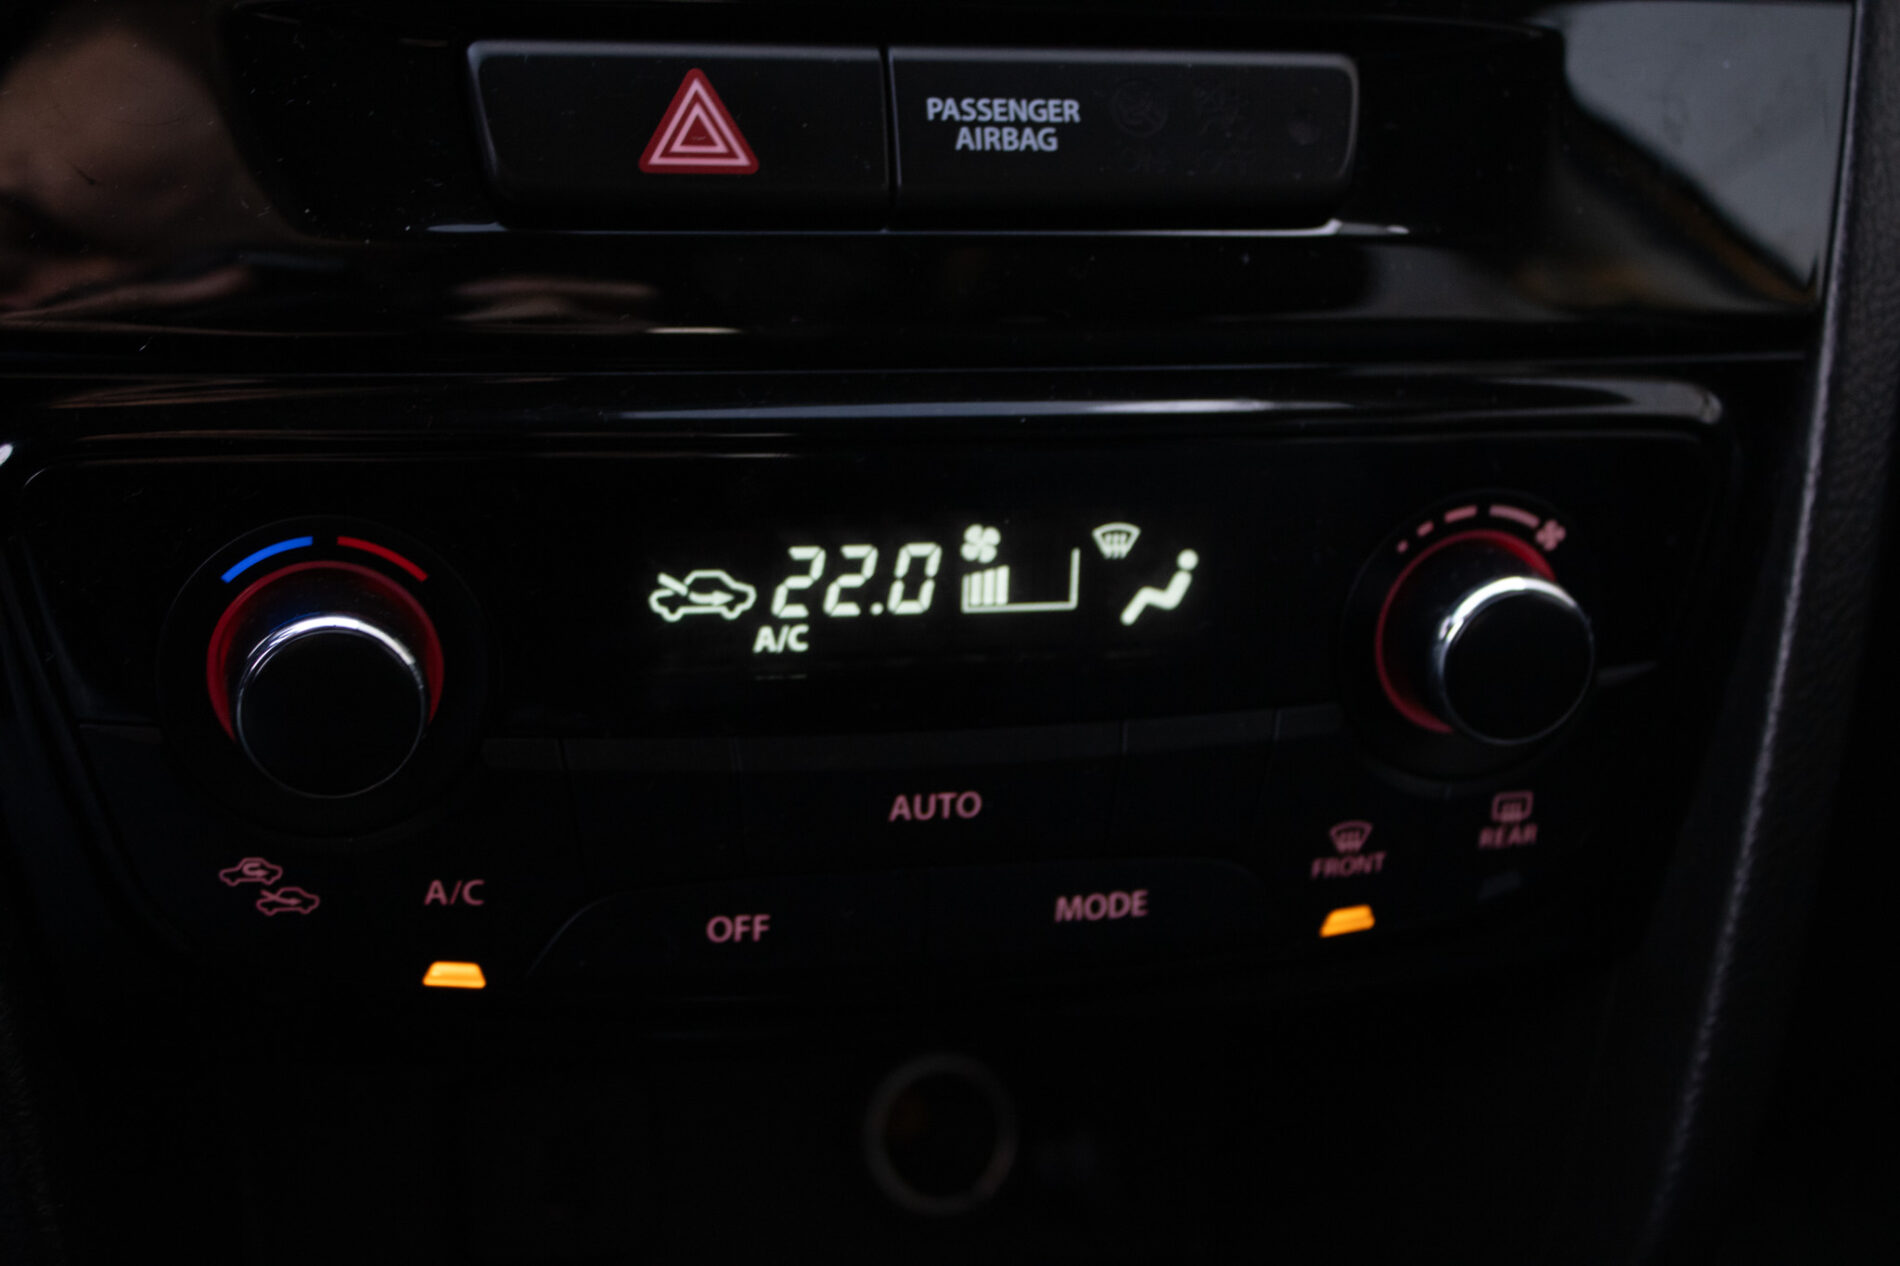 PASSENGER
AIRBAG
22.0
A/C
AUTO
A/C
OFF
MODE
FRONT
REAR